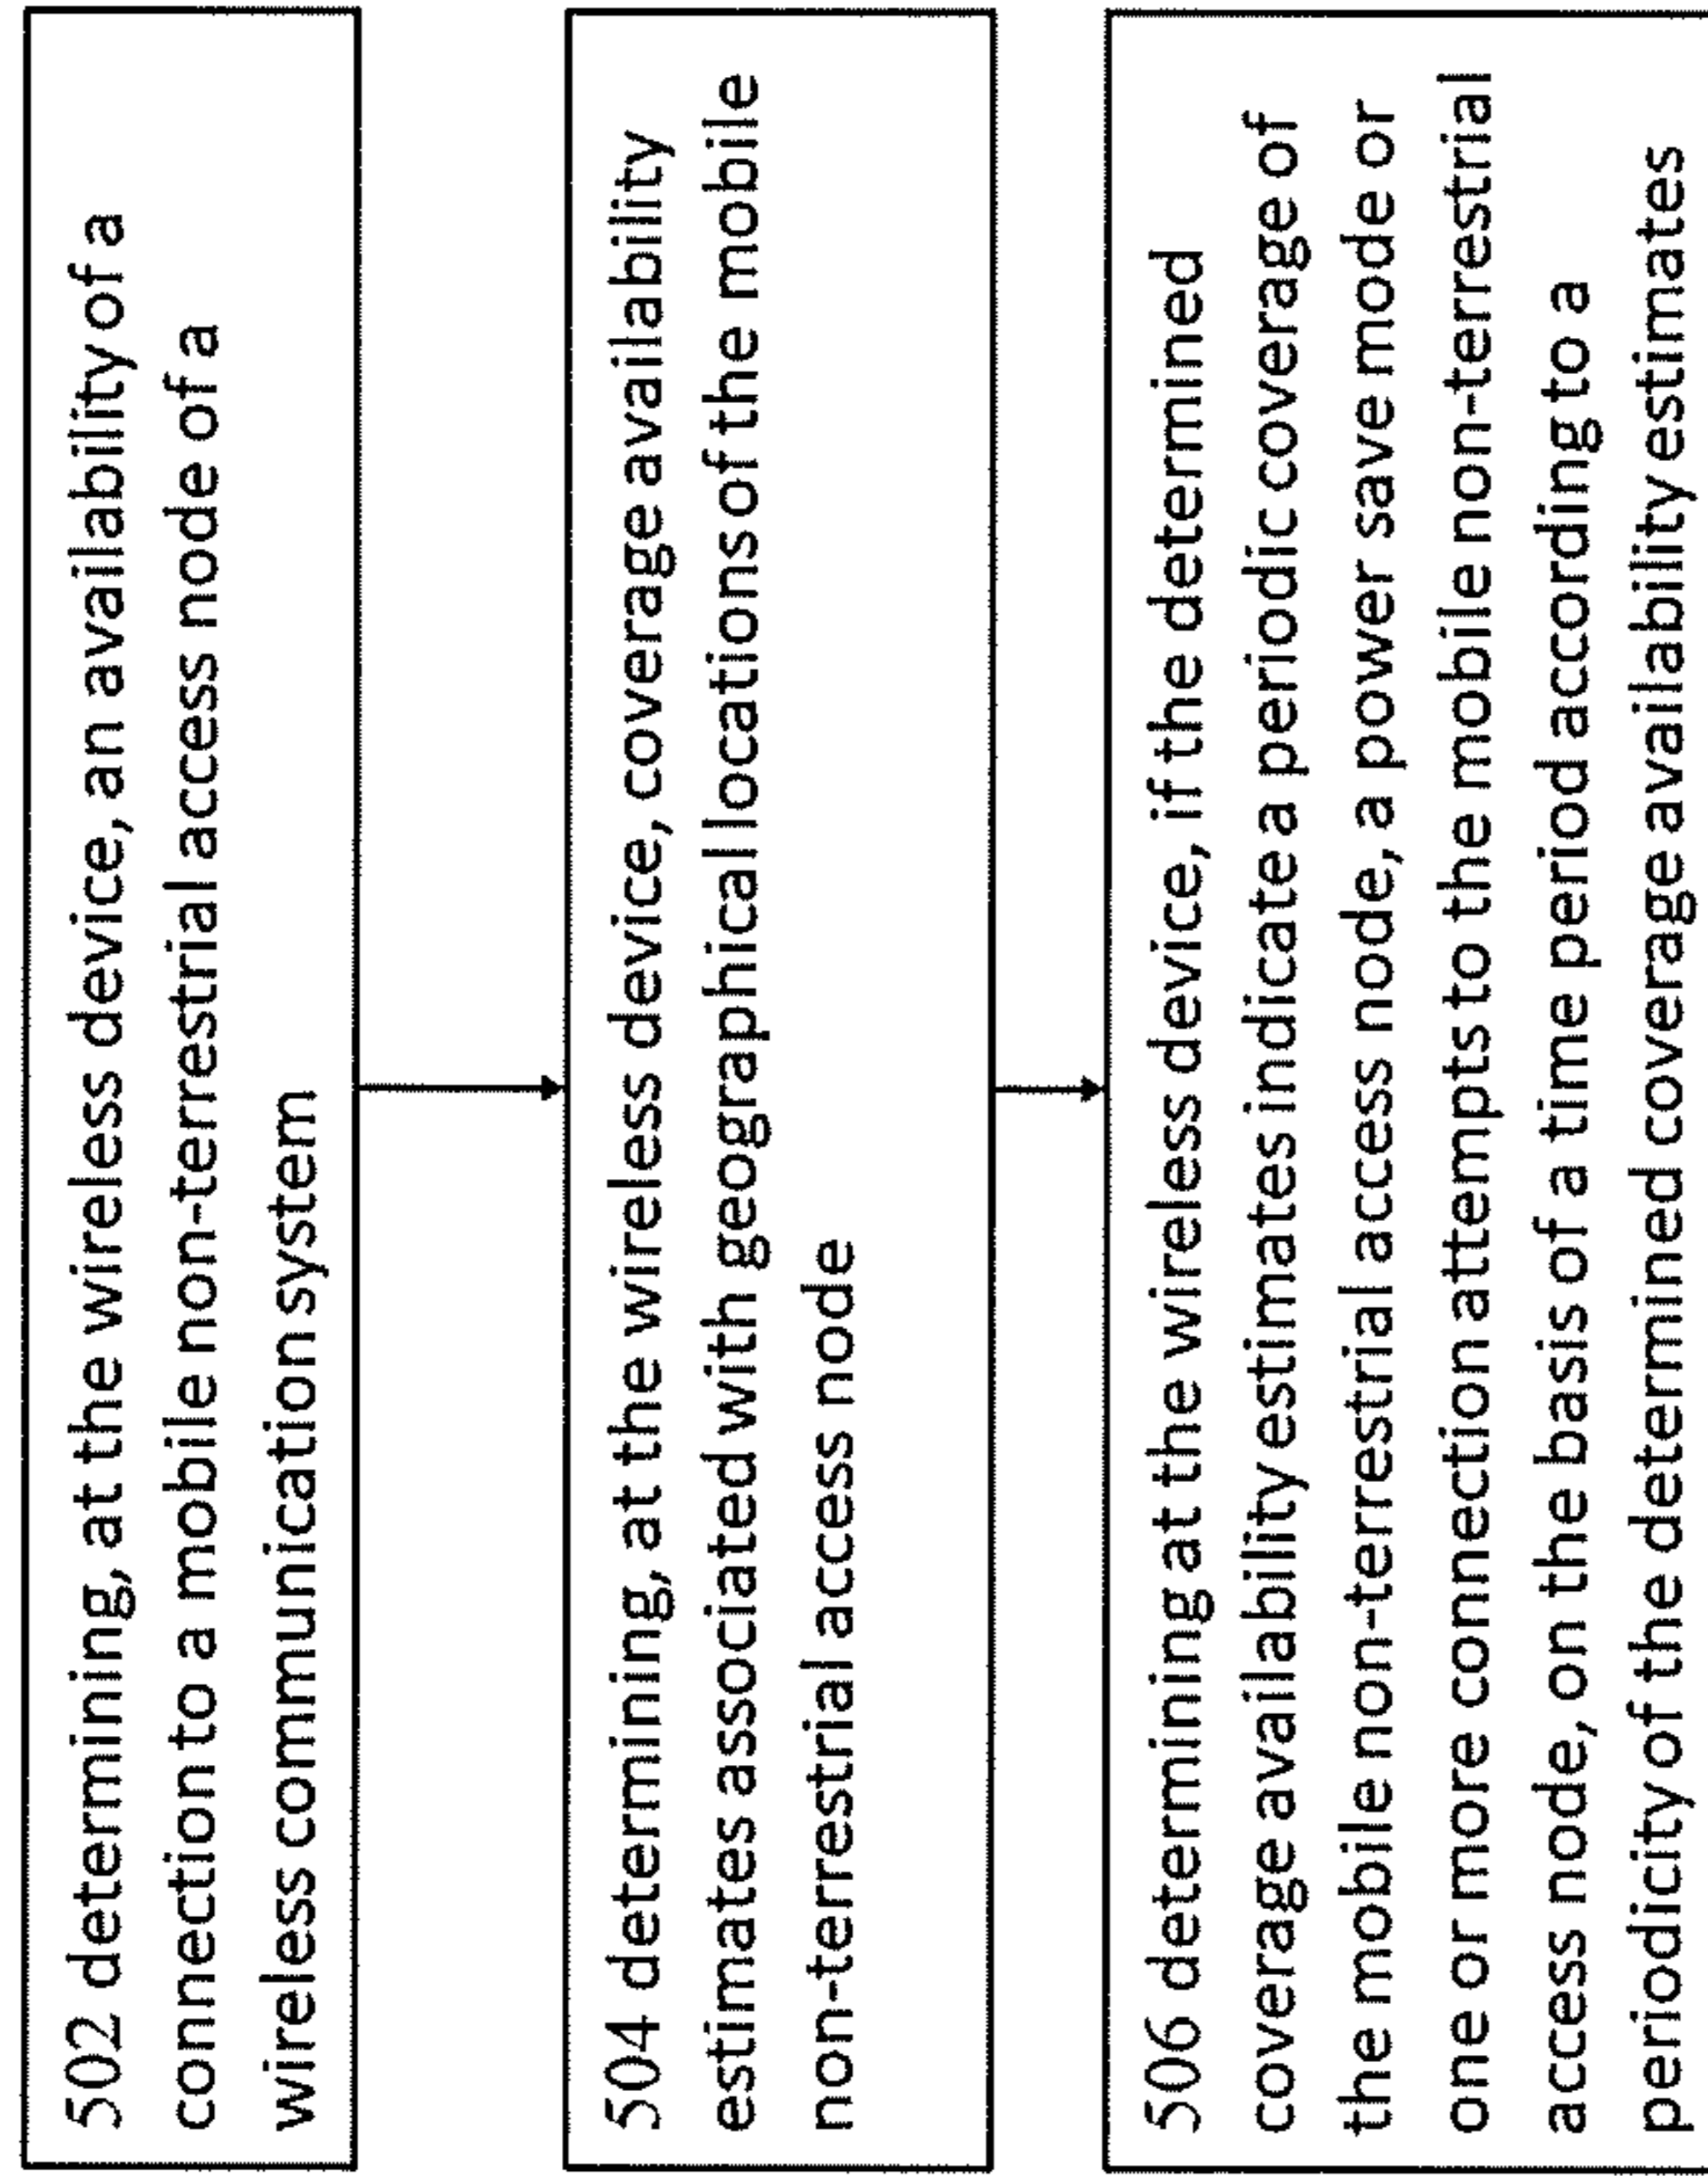 502 determining, at the wireless device, an availability of a
connection to a mobile non-terrestrial access node of a
wireless communication system
504 determining, at the wireless device, coverage availability
estimates associated with geographical locations of the mobile
non-terrestrial access node
506 determining at the wireless device, if the determined
coverage availability estimates indicate a periodic coverage of
the mobile non-terrestrial access node, a power save mode or
one or more connection attempts to the mobile non-terrestrial
access node, on the basis of a time period according to a
periodicity of the determined coverage availability estimates